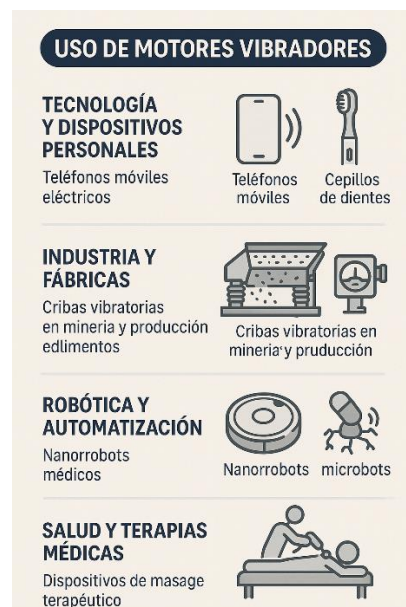 USO DE MOTORES VIBRADORES
TECNOLOGÍA
Y DISPOSITIVOS
PERSONALES
Teléfonos móviles
eléctricos
Teléfonos
móviles
Cepillos
de dientes
INDUSTRIA Y
FÁBRICAS
Cribas vibratorias
en mineria y producción
edlimentos
Cribas vibratorias en
mineria'y pruducción
ROBÓTICA Y
AUTOMATIZACIÓN
Nanorrobots
médicos
Nanorrobots
microbots
SALUD Y TERAPIAS
MÉDICAS
Dispositivos de masage
terapéutico